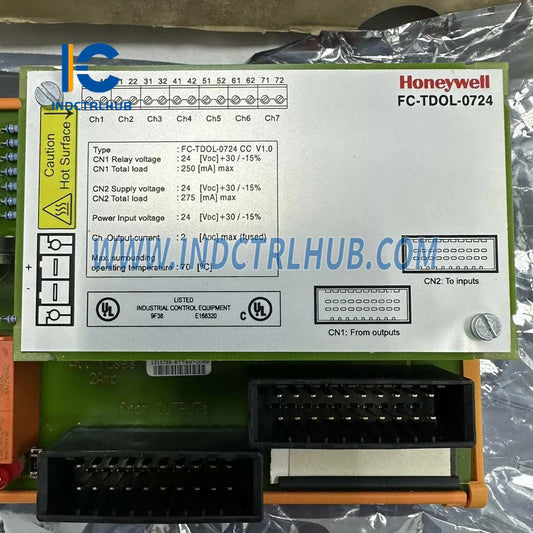 INDCTRLHUB
Honeywell
FC-TDOL-0724
21 22 31 32 41 42 51 52 61 62 71 72
Ch1 Ch2 Ch3 Ch4 Ch5 Ch6 Ch7
Caution
Hot Surface
Type : FC-TDOL-0724 CC V1.0
CN1 Relay voltage : 24 [VDC] +30 / -15%
CN1 Total load : 250 [mA] max
CN2 Supply voltage : 24 [VDC] +30 / -15%
CN2 Total load : 275 [mA] max
Power Input voltage : 24 [VDC] +30 / -15%
Ch. Output current : 2 [ADC] max (fused)
Max. surrounding
operating temperature : 70 [°C]
WWW.INDCTRLHUB.COM
+
-
+
-
UL
LISTED
INDUSTRIAL CONTROL EQUIPMENT
9F38 E168320
C UL
CN2: To inputs
CN1: From outputs
All fuses
2Amp
From OUTPUTs